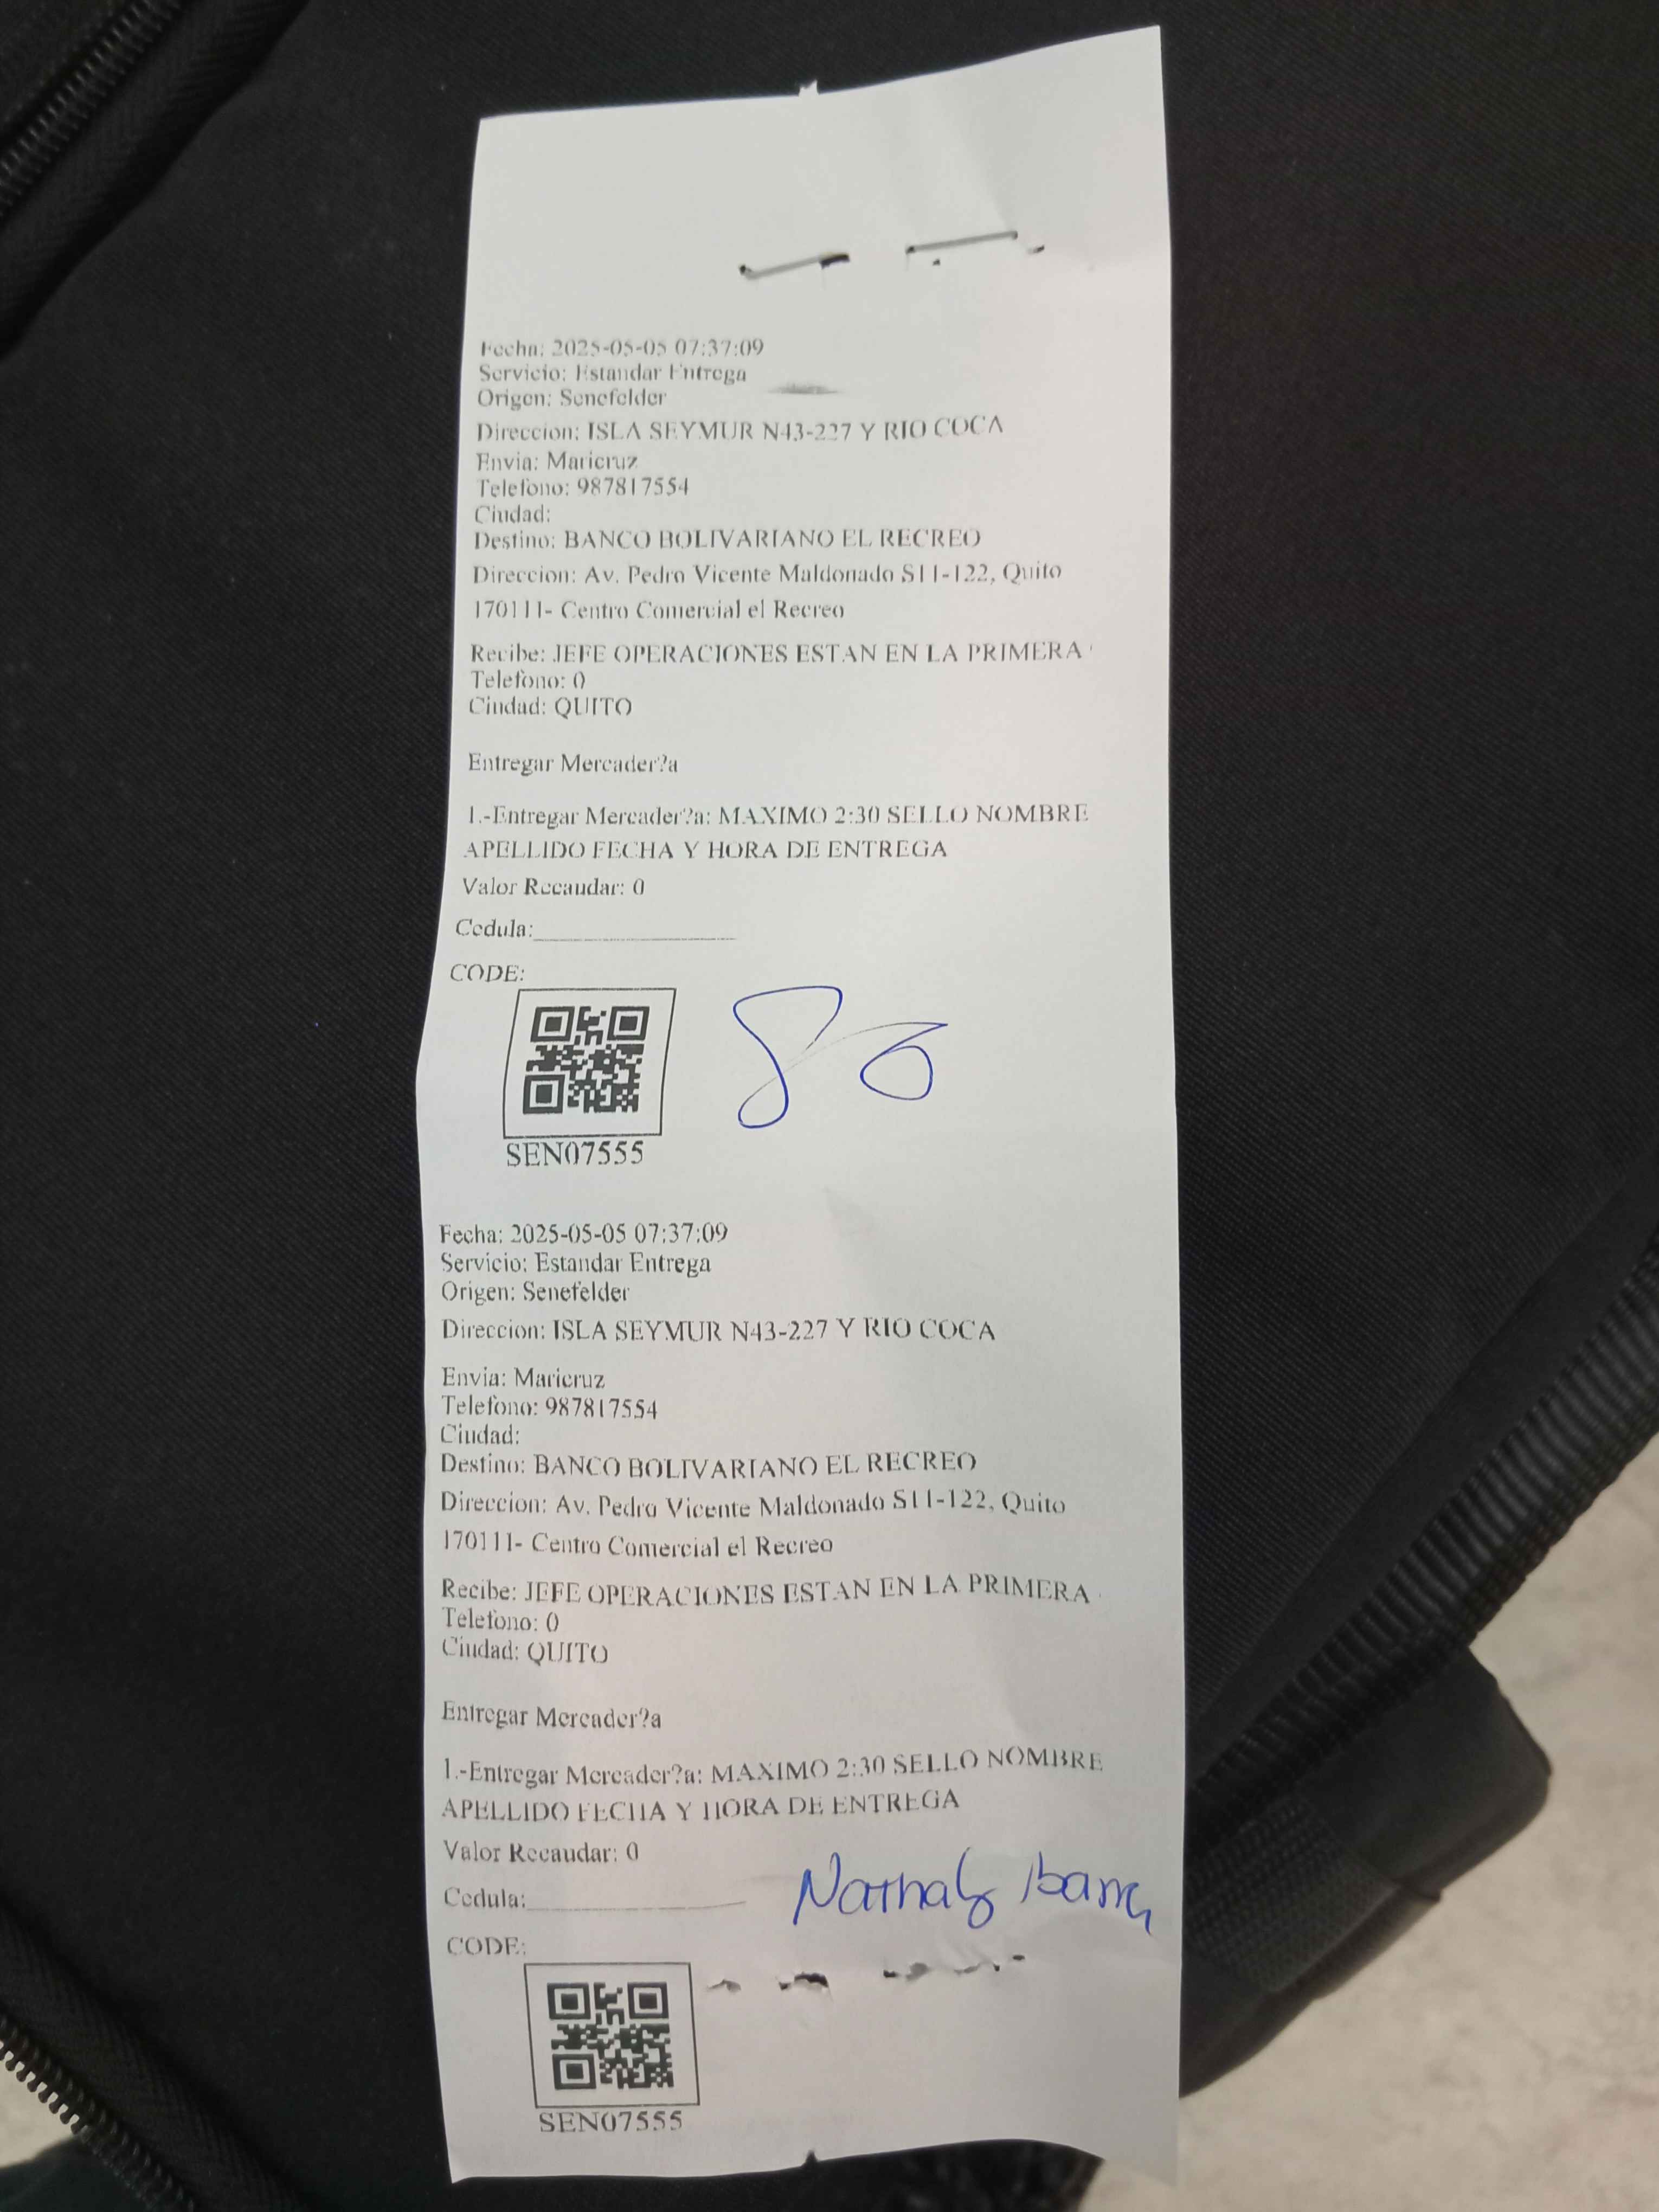 Fecha: 2025-05-05 07:37:09
Servicio: Estandar Entrega
Origen: Senefelder
Direccion: ISLA SEYMUR N43-227 Y RIO COCA
Envia: Maricruz
Telefono: 987817554
Ciudad:
Destino: BANCO BOLIVARIANO EL RECREO
Direccion: Av. Pedro Vicente Maldonado S11-122, Quito
170111- Centro Comercial el Recreo
Recibe: JEFE OPERACIONES ESTAN EN LA PRIMERA
Telefono: 0
Ciudad: QUITO
Entregar Mercader?a
1.-Entregar Mercader?a: MAXIMO 2:30 SELLO NOMBRE
APELLIDO FECHA Y HORA DE ENTREGA
Valor Recaudar: 0
Cedula:
CODE:
SEN07555
Fecha: 2025-05-05 07:37:09
Servicio: Estandar Entrega
Origen: Senefelder
Direccion: ISLA SEYMUR N43-227 Y RIO COCA
Envia: Maricruz
Telefono: 987817554
Ciudad:
Destino: BANCO BOLIVARIANO EL RECREO
Direccion: Av. Pedro Vicente Maldonado S11-122, Quito
170111- Centro Comercial el Recreo
Recibe: JEFE OPERACIONES ESTAN EN LA PRIMERA
Telefono: 0
Ciudad: QUITO
Entregar Mercader?a
1.-Entregar Mercader?a: MAXIMO 2:30 SELLO NOMBRE
APELLIDO FECHA Y HORA DE ENTREGA
Valor Recaudar: 0
Cedula:
Nathaly Ibarra
CODE:
SEN07555